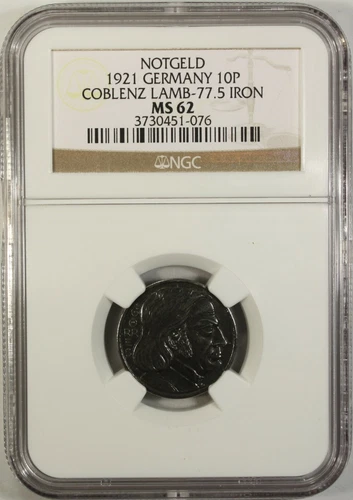 NOTGELD
1921 GERMANY 10P
COBLENZ LAMB-77.5 IRON
MS 62
3730451-076
NGC